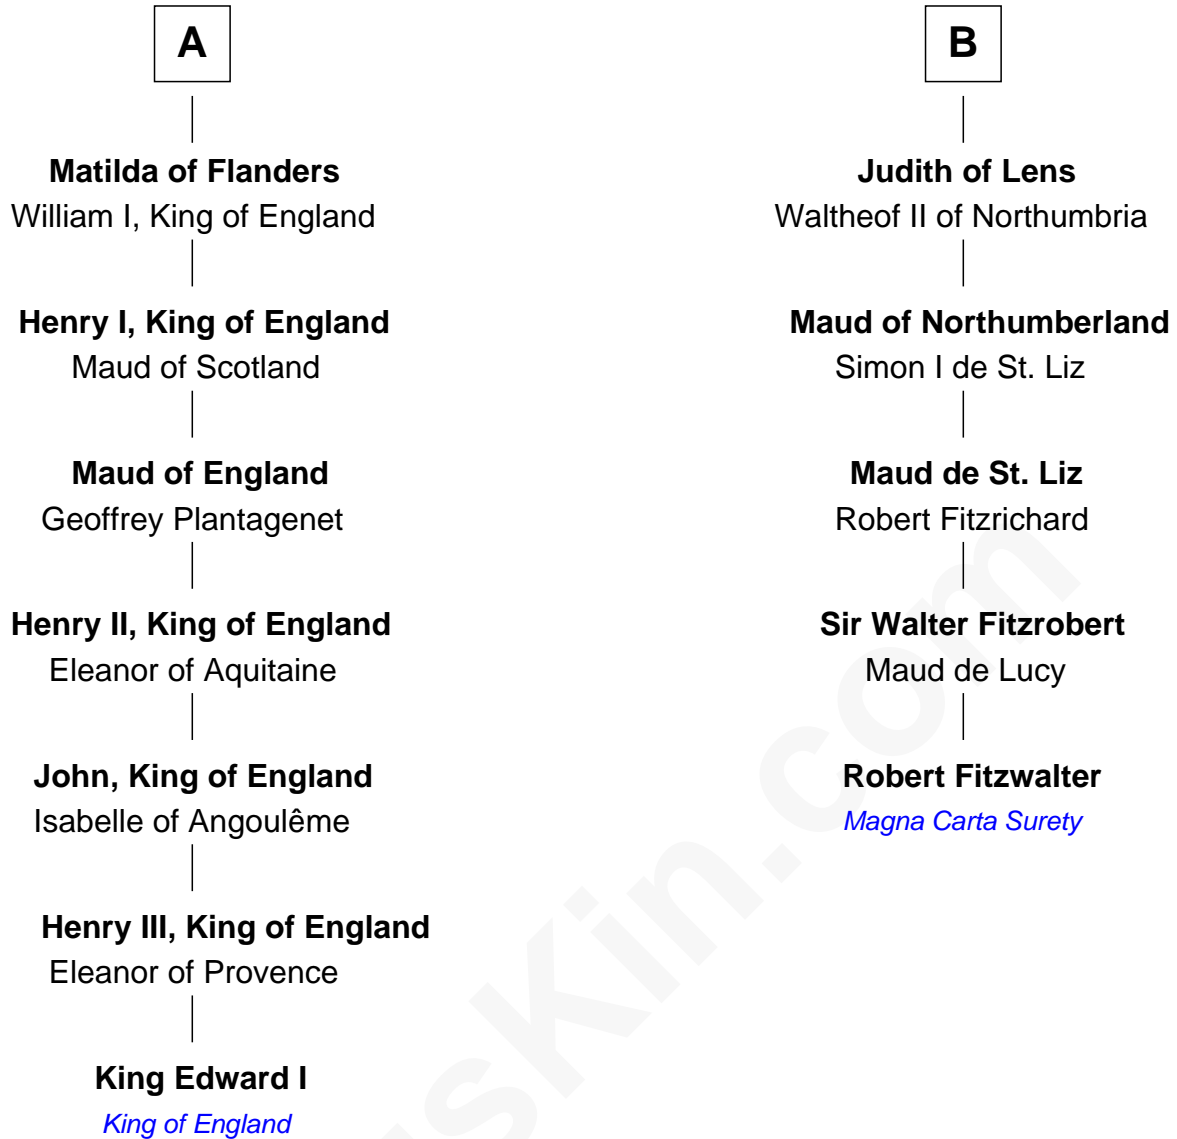 A
Matilda of Flanders
William I, King of England
Henry I, King of England
Maud of Scotland
Maud of England
Geoffrey Plantagenet
Henry II, King of England
Eleanor of Aquitaine
John, King of England
Isabelle of Angoulême
Henry III, King of England
Eleanor of Provence
King Edward I
King of England
B
Judith of Lens
Waltheof II of Northumbria
Maud of Northumberland
Simon I de St. Liz
Maud de St. Liz
Robert Fitzrichard
Sir Walter Fitzrobert
Maud de Lucy
Robert Fitzwalter
Magna Carta Surety